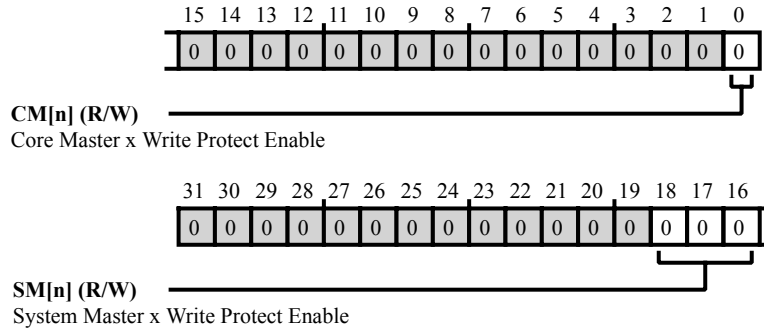 15 14 13 12 11 10 9 8 7 6 5 4 3 2 1 0
0 0 0 0 0 0 0 0 0 0 0 0 0 0 0 0
CM[n] (R/W)
Core Master x Write Protect Enable
31 30 29 28 27 26 25 24 23 22 21 20 19 18 17 16
0 0 0 0 0 0 0 0 0 0 0 0 0 0 0 0
SM[n] (R/W)
System Master x Write Protect Enable